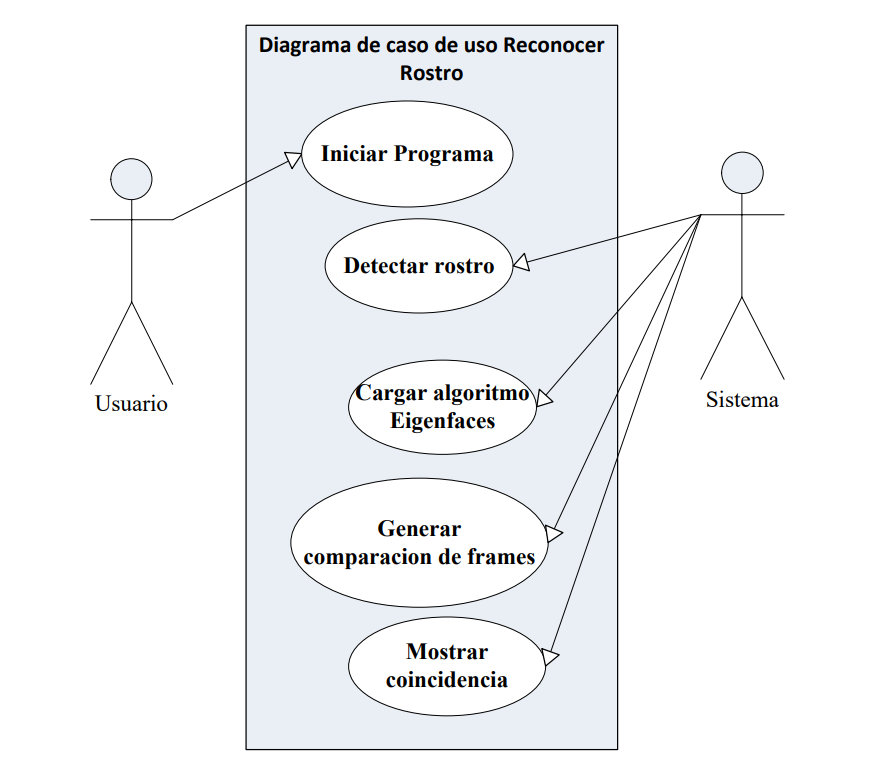 Diagrama de caso de uso Reconocer
Rostro
Iniciar Programa
Detectar rostro
Cargar algoritmo
Eigenfaces
Generar
comparacion de frames
Mostrar
coincidencia
Usuario
Sistema